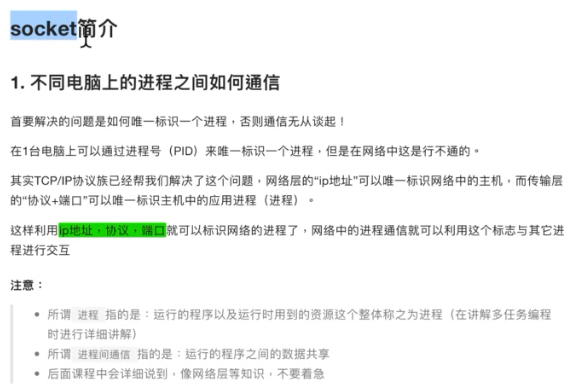 socket简介
1. 不同电脑上的进程之间如何通信
首要解决的问题是如何唯一标识一个进程，否则通信无从谈起！
在1台电脑上可以通过进程号（PID）来唯一标识一个进程，但是在网络中这是行不通的。
其实TCP/IP协议族已经帮我们解决了这个问题，网络层的“ip地址”可以唯一标识网络中的主机，而传输层
的“协议+端口”可以唯一标识主机中的应用进程（进程）。
这样利用ip地址，协议，端口就可以标识网络的进程了，网络中的进程通信就可以利用这个标志与其它进
程进行交互
注意：
所谓 进程 指的是：运行的程序以及运行时用到的资源这个整体称之为进程（在讲解多任务编程
时进行详细讲解）
所谓 进程间通信 指的是：运行的程序之间的数据共享
后面课程中会详细说到，像网络层等知识，不要着急